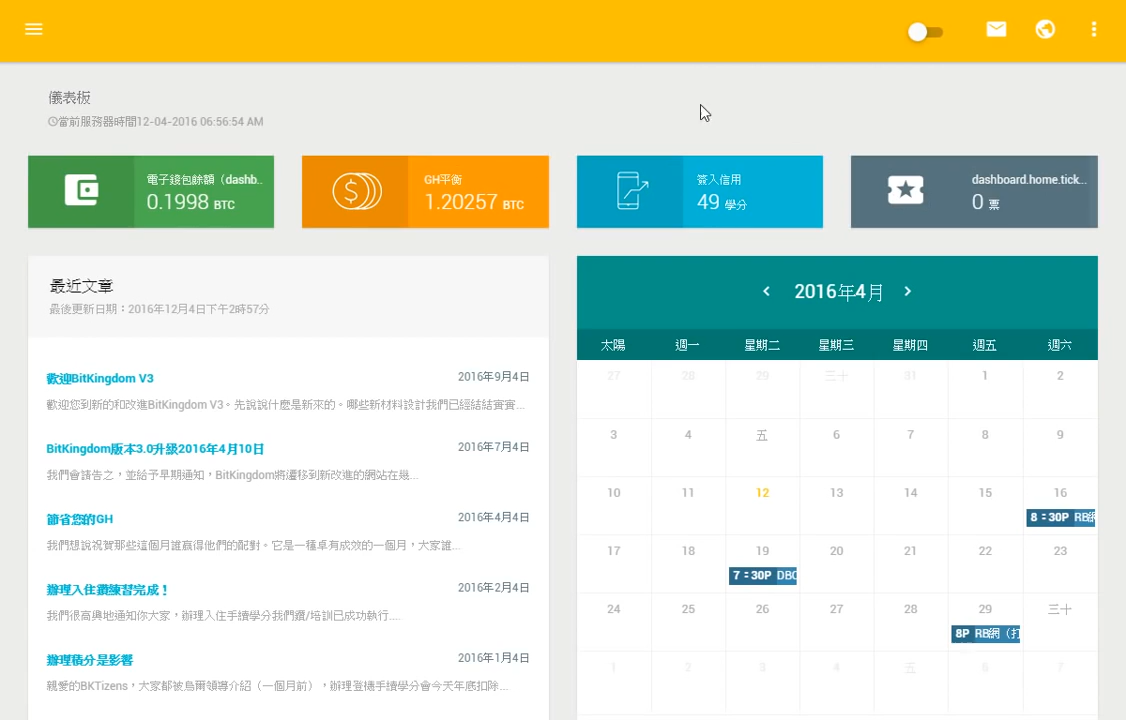 儀表板
當前服務器時間12-04-2016 06:56:54 AM
電子錢包餘額（dashb..
0.1998 BTC
GH平衡
1.20257 BTC
簽入信用
49 學分
dashboard.home.tick...
0 票
最近文章
最後更新日期：2016年12月4日下午2時57分
歡迎BitKingdom V3
2016年9月4日
歡迎您到新的和改進BitKingdom V3。先說說什麼是新來的。哪些新材料設計我們已經結結實實...
BitKingdom版本3.0升級2016年4月10日
2016年7月4日
我們會諸告之，並給予早期通知，BitKingdom將遷移到新改進的網站在幾...
節省您的GH
2016年4月4日
我們想說祝賀那些這個月誰贏得他們的配對。它是一種卓有成效的一個月，大家誰...
辦理入住鑽練習完成！
2016年2月4日
我們很高興地通知你大家，辦理入住手續學分我們鑽/培訓已成功執行....
辦理積分是影響
2016年1月4日
親愛的BKTizens，大家都被烏爾領導介紹（一個月前），辦理登機手續學分會今天年底扣除...
2016年4月
太陽 週一 星期二 星期三 星期四 週五 週六
27 28 29 三十 31 1 2
3 4 五 6 7 8 9
10 11 12 13 14 15 16
8：30P RB網
17 18 19 20 21 22 23
7：30P DBC
24 25 26 27 28 29 三十
8P RB網（打
1 2 3 4 五 6 7